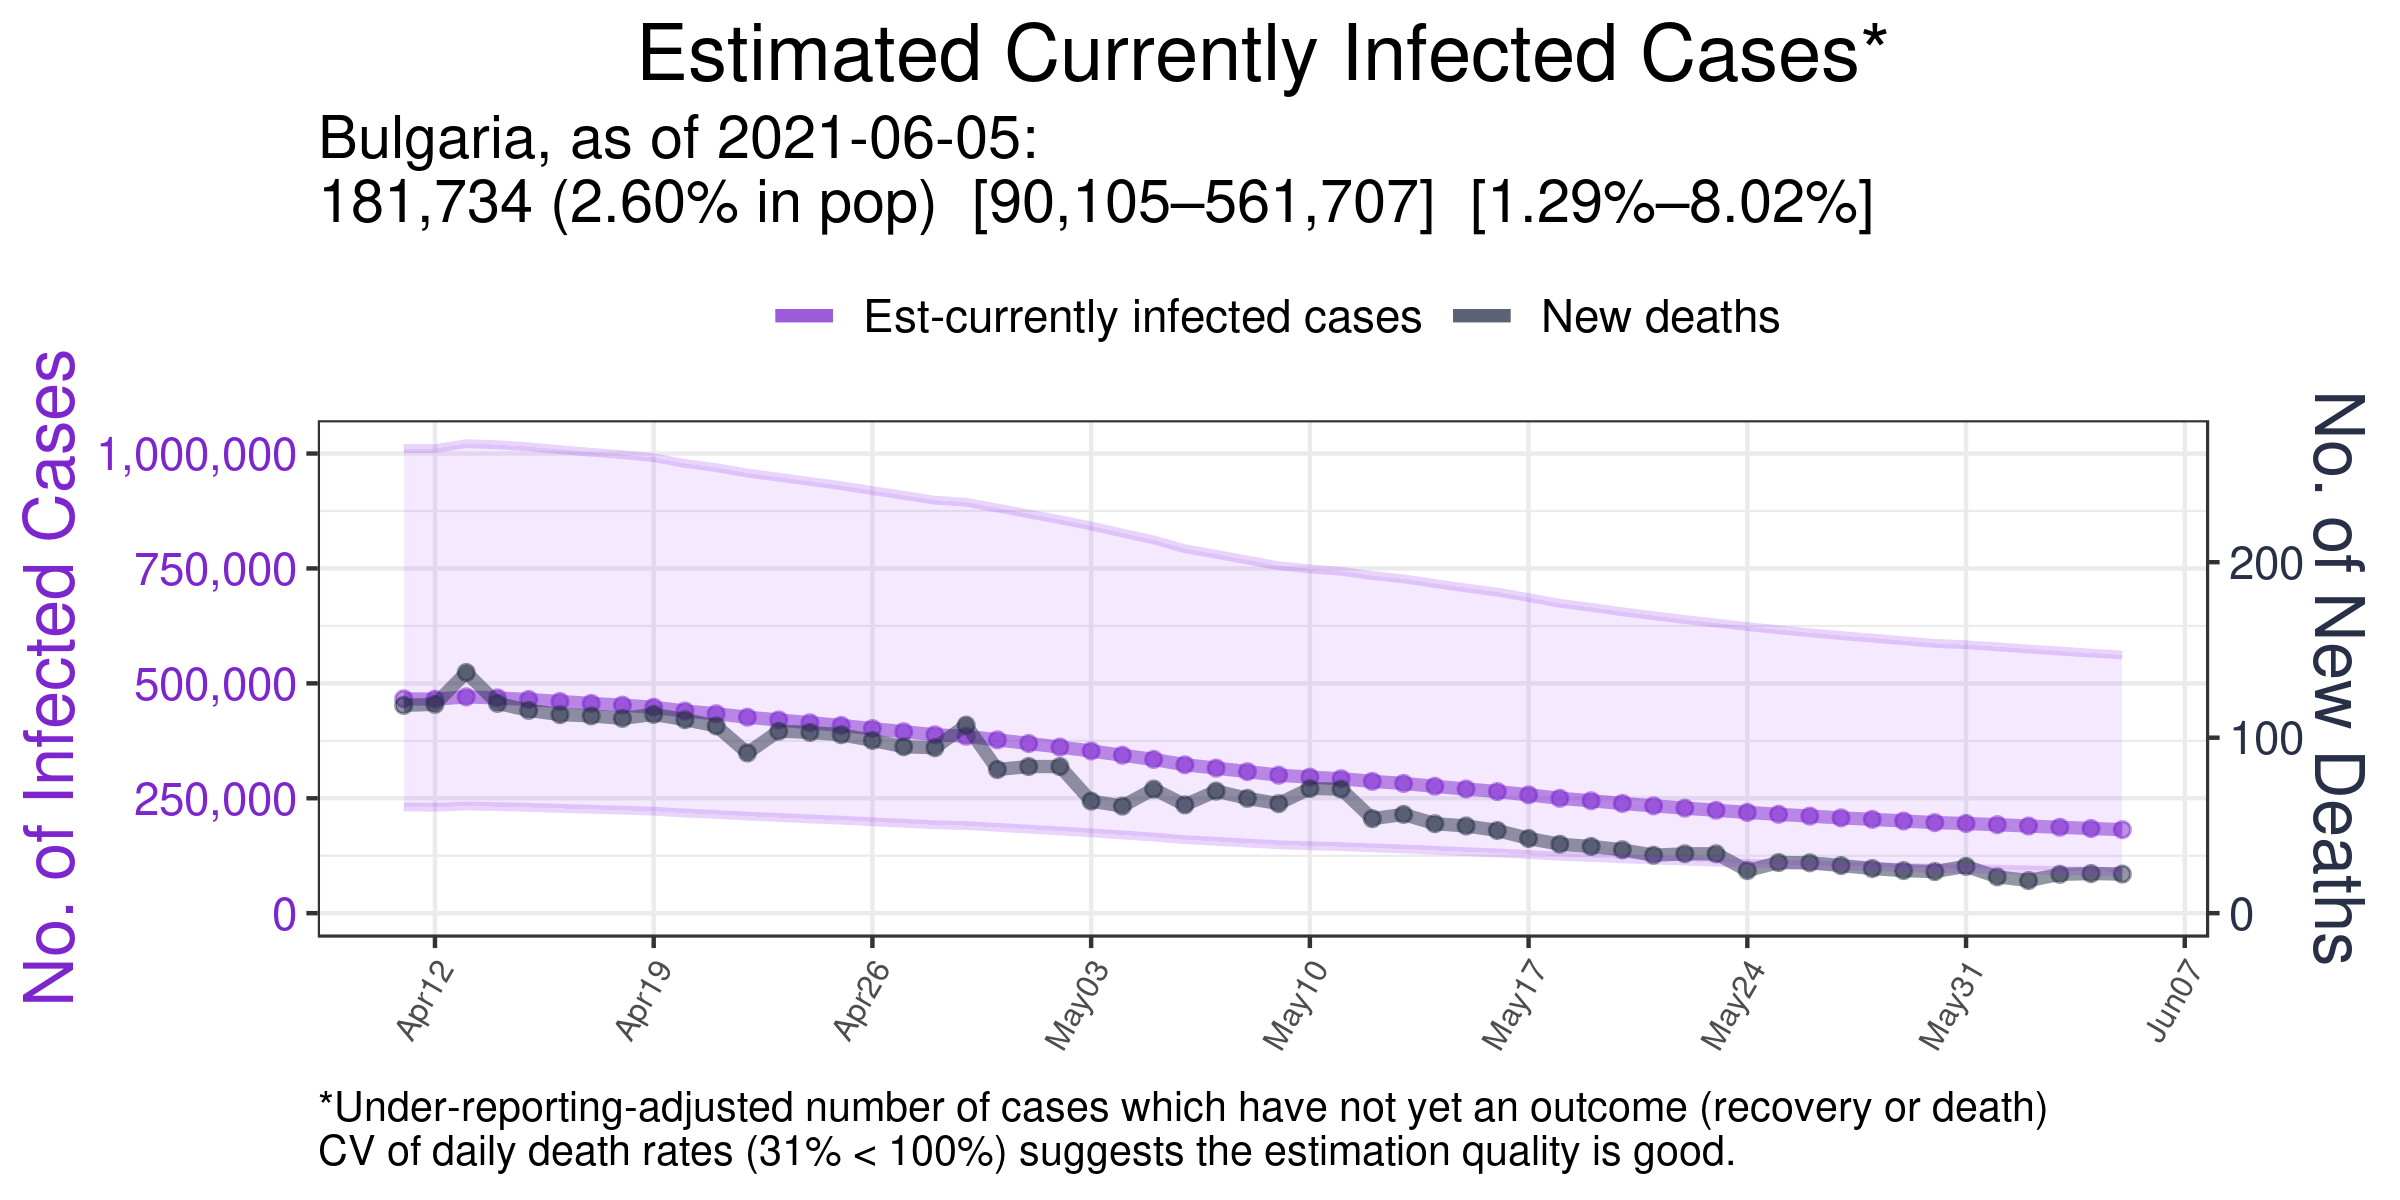 Estimated Currently Infected Cases*
Bulgaria, as of 2021-06-05:
181,734 (2.60% in pop)  [90,105–561,707]  [1.29%–8.02%]
Est-currently infected cases
New deaths
No. of Infected Cases
1,000,000
750,000
500,000
250,000
0
200
100
0
No. of New Deaths
Apr12
Apr19
Apr26
May03
May10
May17
May24
May31
Jun07
*Under-reporting-adjusted number of cases which have not yet an outcome (recovery or death)
CV of daily death rates (31% < 100%) suggests the estimation quality is good.